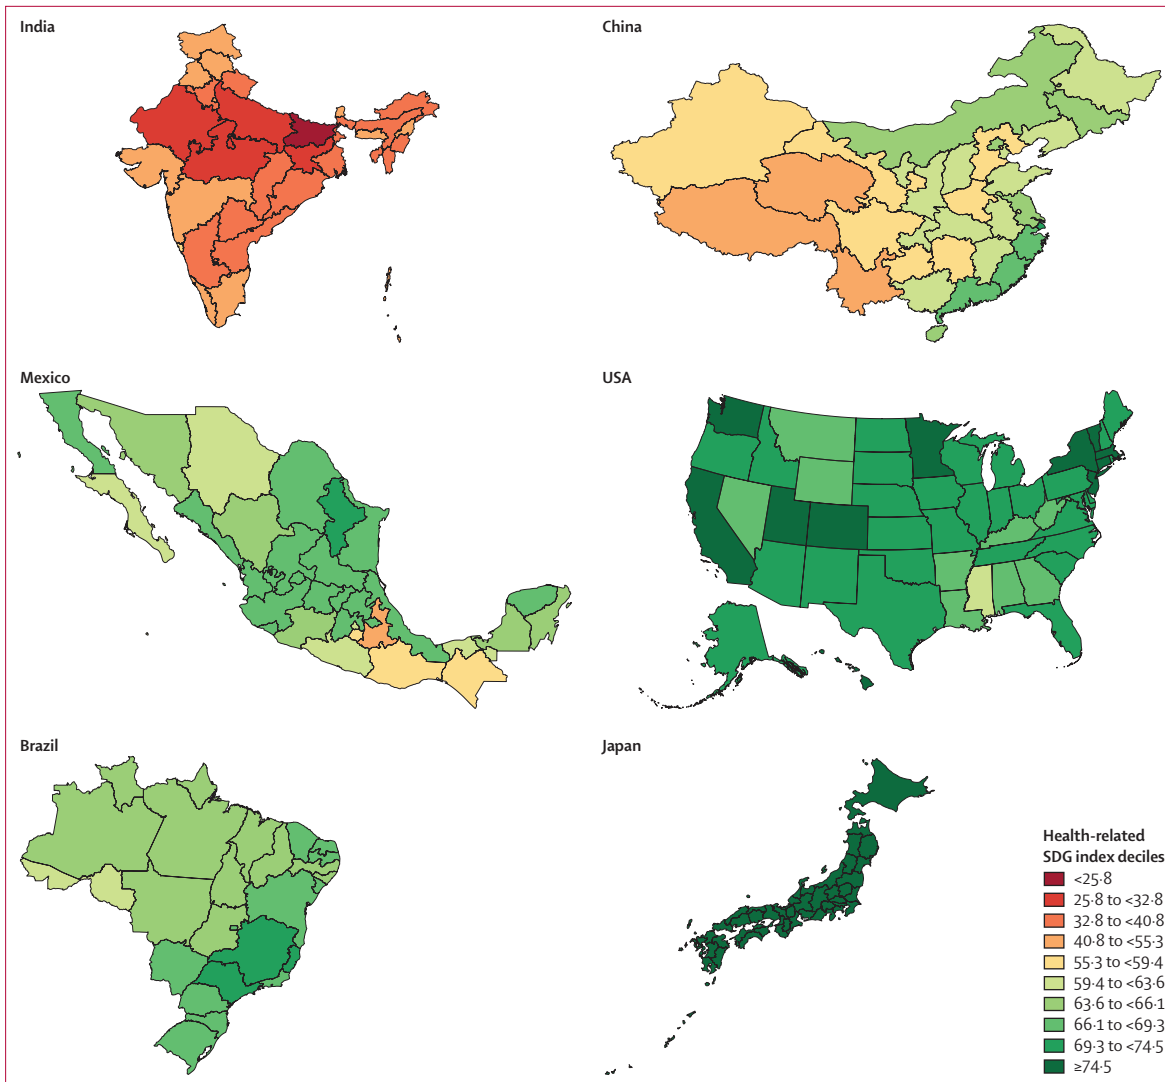 India
China
Mexico
USA
Brazil
Japan
Health-related
SDG index deciles
<25·8
25·8 to <32·8
32·8 to <40·8
40·8 to <55·3
55·3 to <59·4
59·4 to <63·6
63·6 to <66·1
66·1 to <69·3
69·3 to <74·5
≥74·5